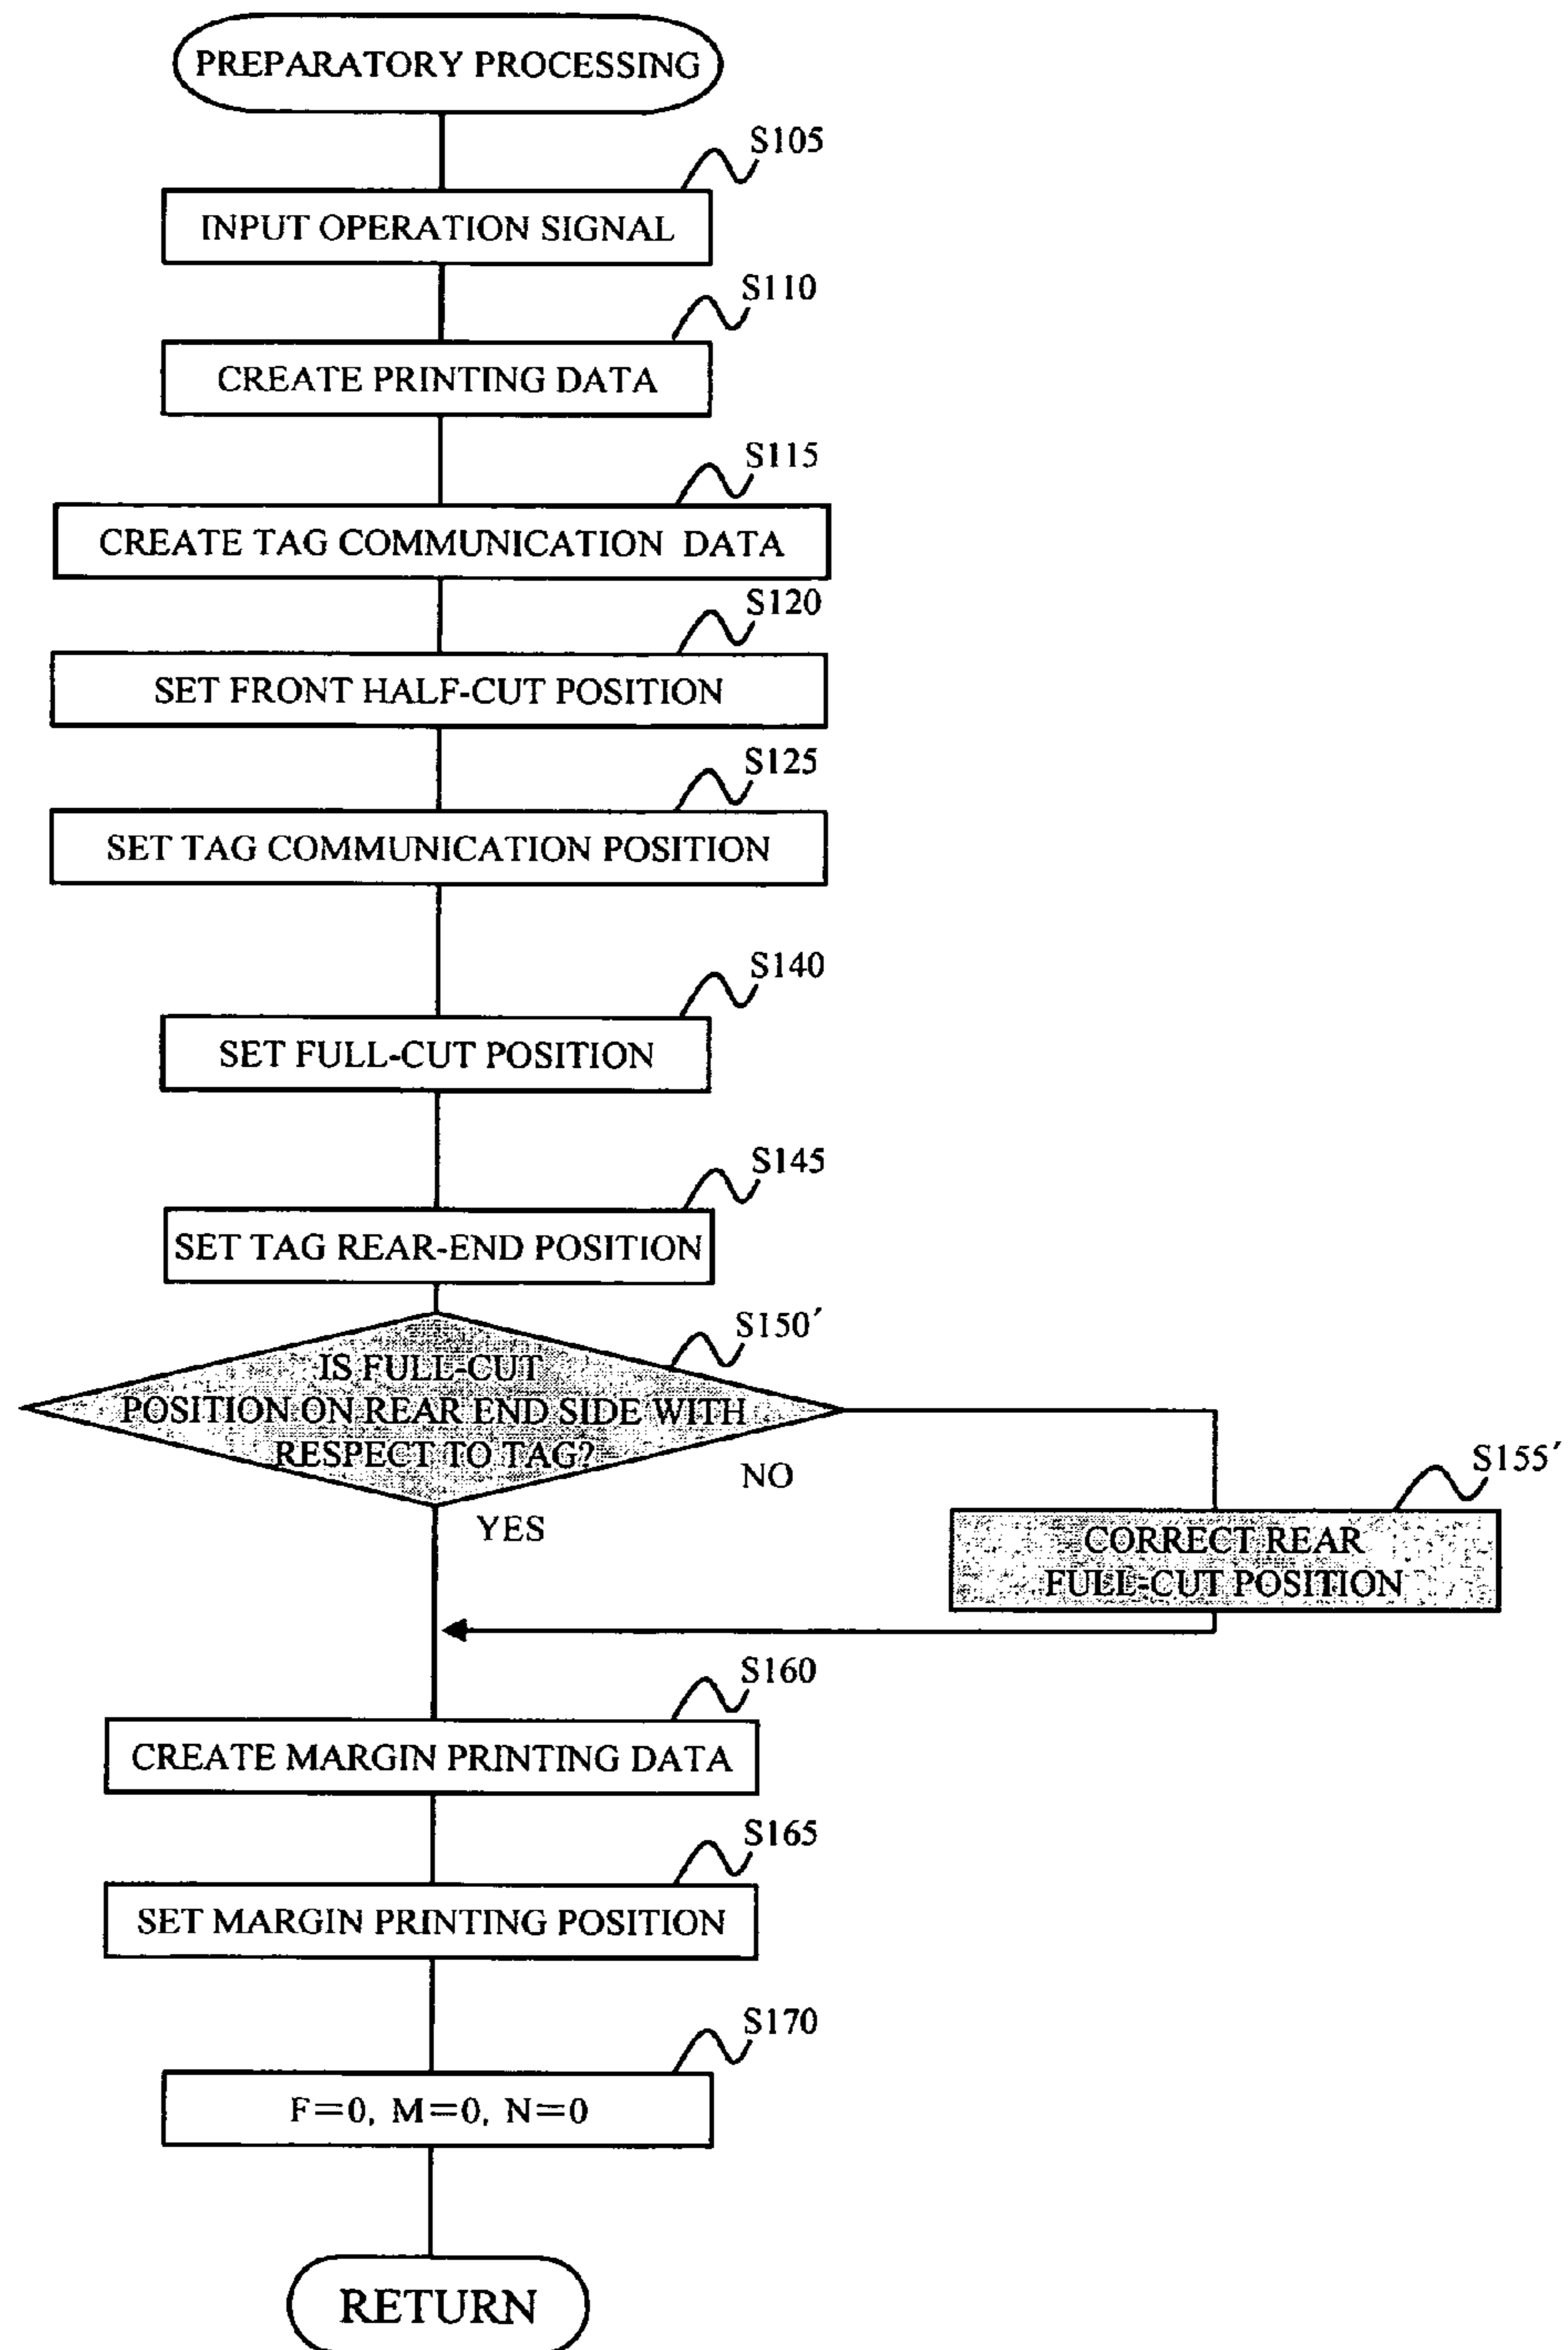 PREPARATORY PROCESSING
S105
INPUT OPERATION SIGNAL
S110
CREATE PRINTING DATA
S115
CREATE TAG COMMUNICATION DATA
S120
SET FRONT HALF-CUT POSITION
S125
SET TAG COMMUNICATION POSITION
S140
SET FULL-CUT POSITION
S145
SET TAG REAR-END POSITION
S150′
IS FULL-CUT
POSITION ON REAR END SIDE WITH
RESPECT TO TAG?
NO
YES
S155′
CORRECT REAR
FULL-CUT POSITION
S160
CREATE MARGIN PRINTING DATA
S165
SET MARGIN PRINTING POSITION
S170
F=0, M=0, N=0
RETURN